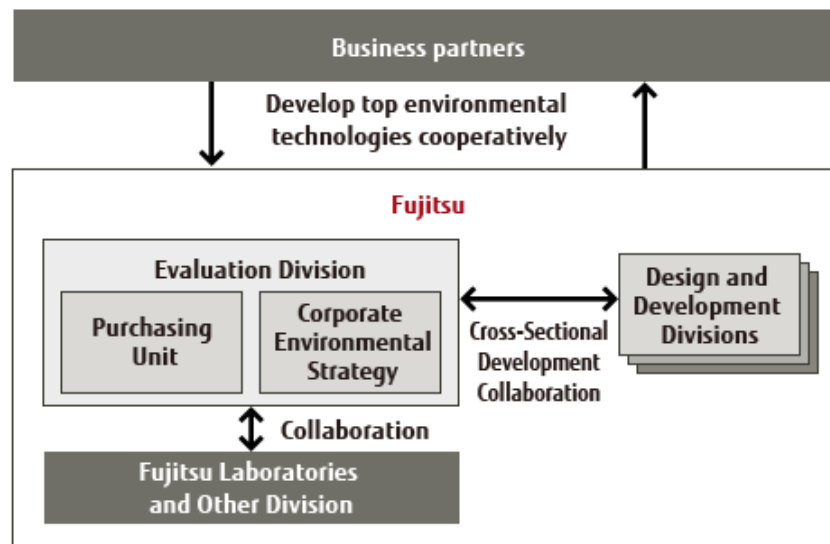 Business partners
Develop top environmental
technologies cooperatively
Fujitsu
Evaluation Division
Purchasing
Unit
Corporate
Environmental
Strategy
Cross-Sectional
Development
Collaboration
Design and
Development
Divisions
Collaboration
Fujitsu Laboratories
and Other Division